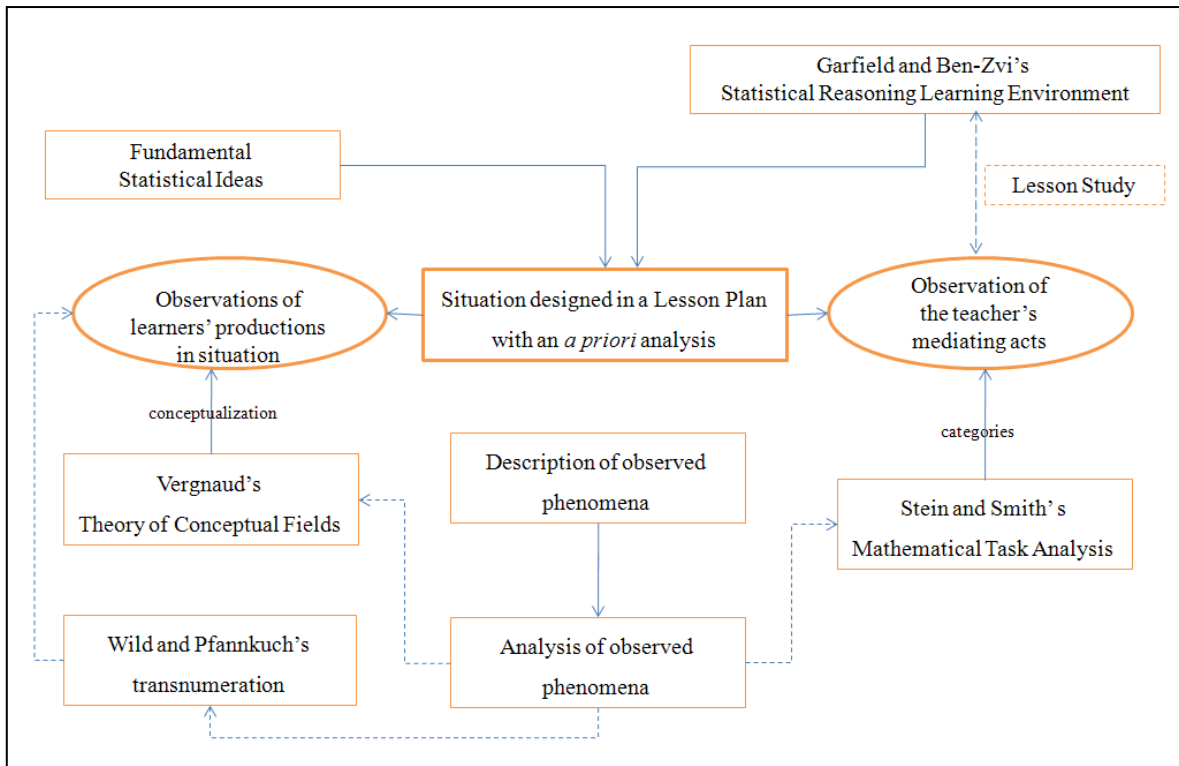 Garfield and Ben-Zvi's
Statistical Reasoning Learning Environment
Fundamental
Statistical Ideas
Lesson Study
Observations of
learners' productions
in situation
Situation designed in a Lesson Plan
with an a priori analysis
Observation of
the teacher's
mediating acts
conceptualization
categories
Vergnaud's
Theory of Conceptual Fields
Description of observed
phenomena
Stein and Smith's
Mathematical Task Analysis
Wild and Pfannkuch's
transnumeration
Analysis of observed
phenomena